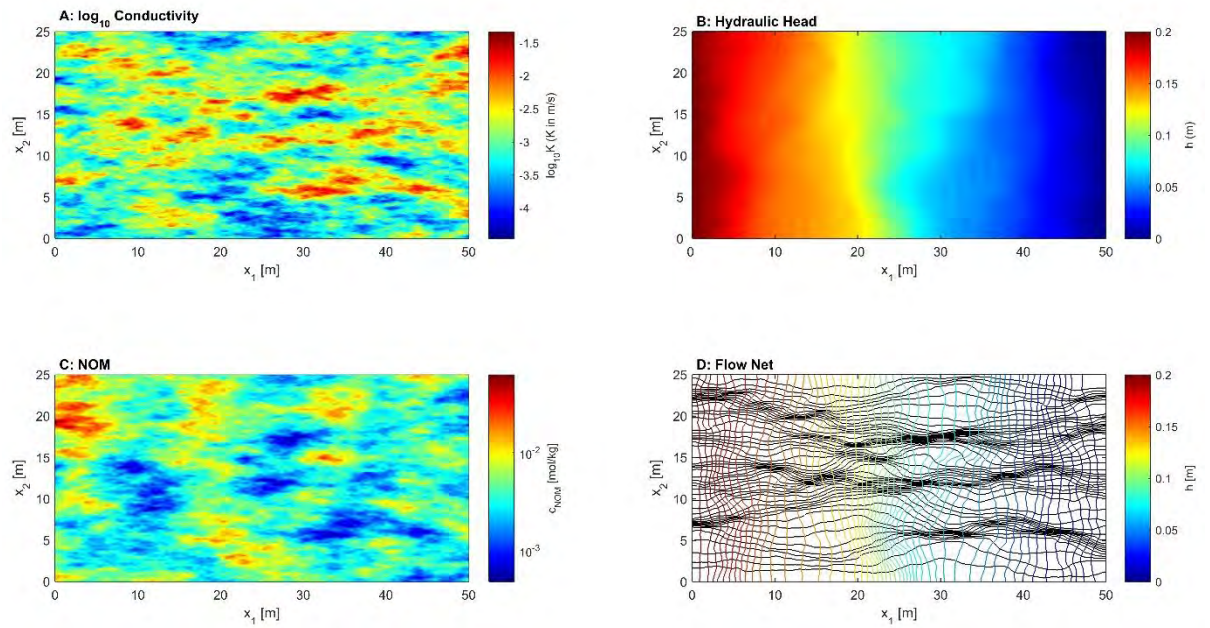 A: log10 Conductivity
25
20
15
10
5
0
x2 [m]
0 10 20 30 40 50
x1 [m]
-1.5
-2
-2.5
-3
-3.5
-4
log10K (K in m/s)
B: Hydraulic Head
25
20
15
10
5
0
x2 [m]
0 10 20 30 40 50
x1 [m]
0.2
0.15
0.1
0.05
0
h (m)
C: NOM
25
20
15
10
5
0
x2 [m]
0 10 20 30 40 50
x1 [m]
10-2
10-3
cNOM [mol/kg]
D: Flow Net
25
20
15
10
5
0
x2 [m]
0 10 20 30 40 50
x1 [m]
0.2
0.15
0.1
0.05
0
h [m]